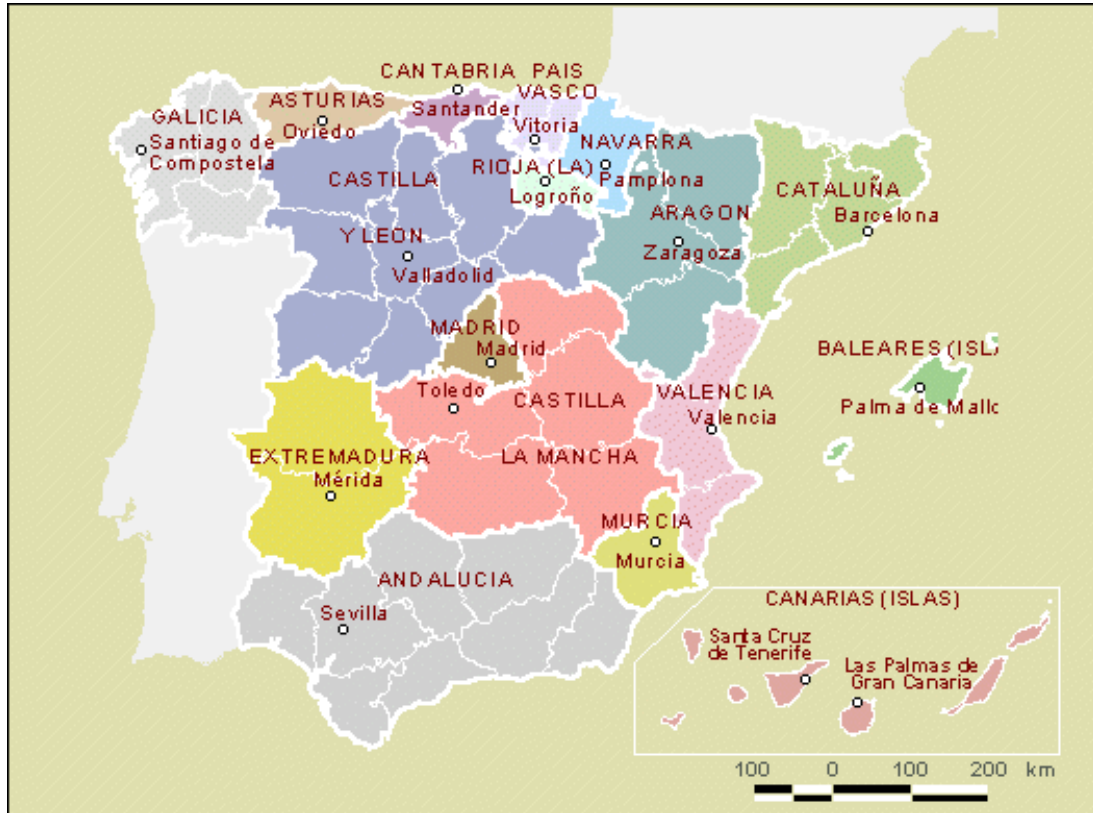 CANTABRIA PAIS
VASCO
ASTURIAS
Santander
GALICIA
Oviedo
Vitoria
Santiago de
Compostela
NAVARRA
RIOJA (LA)
Pamplona
CASTILLA
Logroño
CATALUÑA
ARAGON
Barcelona
Y LEON
Zaragoza
Valladolid
MADRID
Madrid
BALEARES (ISLA
Toledo
CASTILLA
VALENCIA
Valencia
Palma de Mallo
EXTREMADURA
LA MANCHA
Mérida
MURCIA
Murcia
ANDALUCIA
Sevilla
CANARIAS (ISLAS)
Santa Cruz
de Tenerife
Las Palmas de
Gran Canaria
100 0 100 200 km